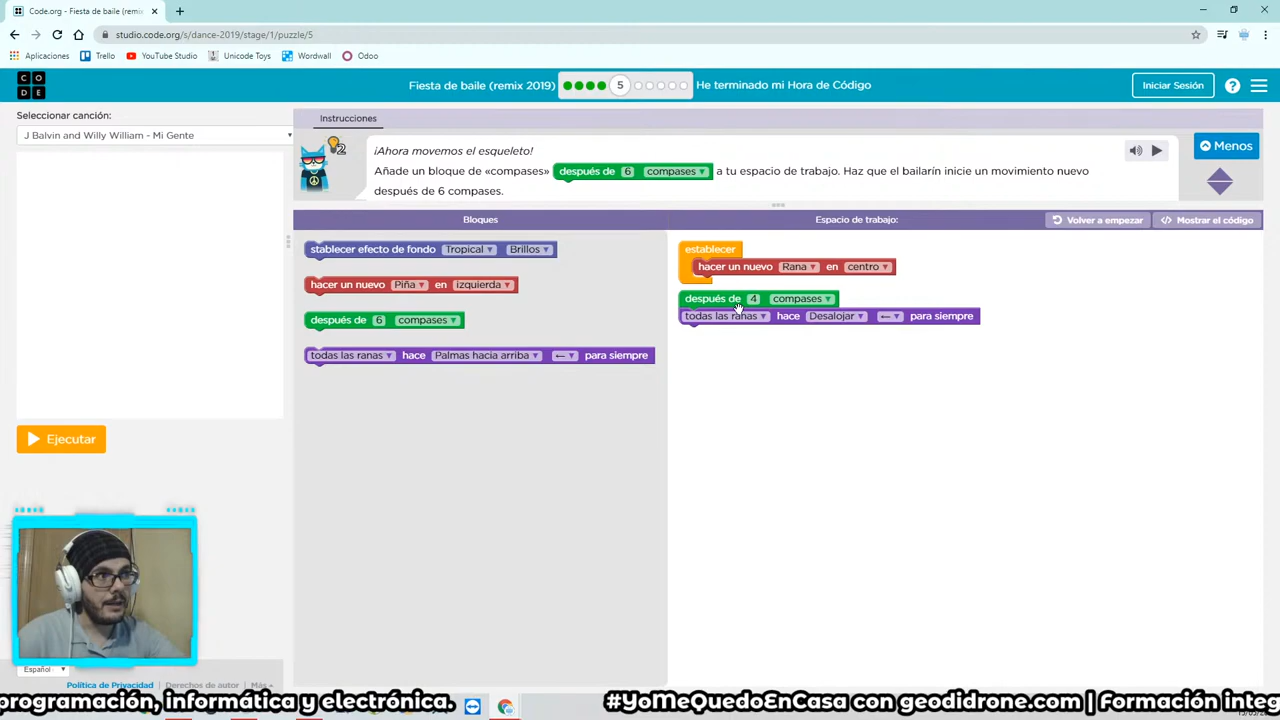 Code.org - Fiesta de baile (remix
studio.code.org/s/dance-2019/stage/1/puzzle/5
Aplicaciones Trello YouTube Studio Unicode Toys Wordwall Odoo
C O D E
Fiesta de baile (remix 2019) 5 He terminado mi Hora de Código Iniciar Sesión
Seleccionar canción:
J Balvin and Willy William - Mi Gente
Instrucciones
2
¡Ahora movemos el esqueleto!
Añade un bloque de «compases» después de 6 compases a tu espacio de trabajo. Haz que el bailarín inicie un movimiento nuevo
después de 6 compases.
Menos
Bloques
Espacio de trabajo:
Volver a empezar
Mostrar el código
stablecer efecto de fondo Tropical Brillos
hacer un nuevo Piña en izquierda
después de 6 compases
todas las ranas hace Palmas hacia arriba ← para siempre
establecer
hacer un nuevo Rana en centro
después de 4 compases
todas las ranas hace Desalojar ← para siempre
Ejecutar
Español
Política de Privacidad Derechos de autor Más
programación, informática y electrónica. #YoMeQuedoEnCasa con geodidrone.com | Formación integ